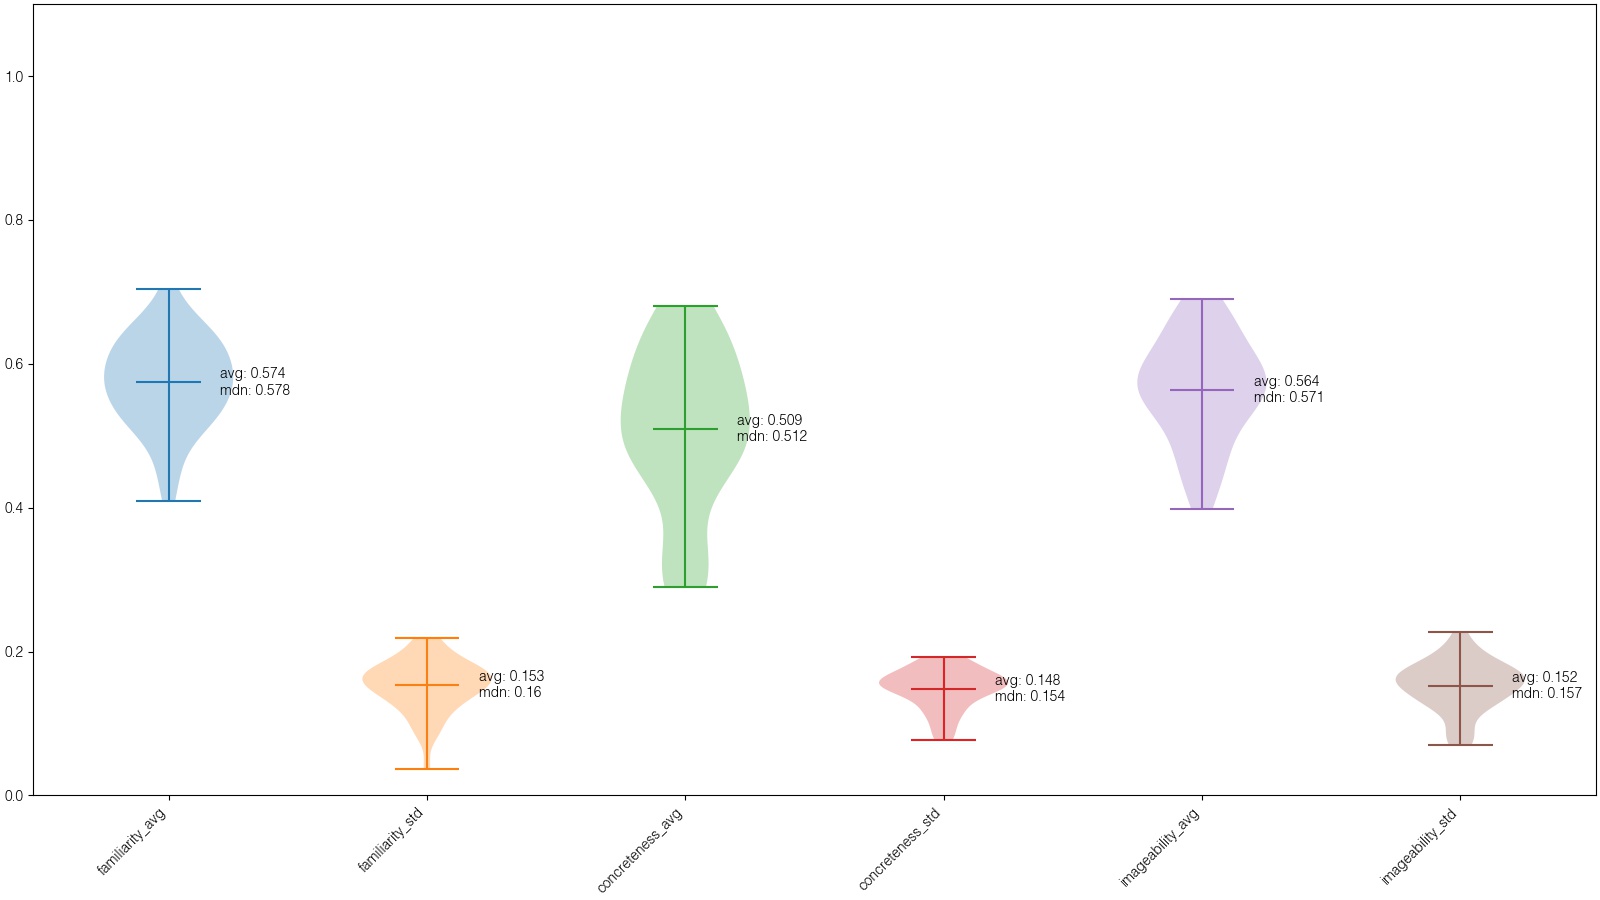 1.0
0.8
0.6
0.4
0.2
0.0
avg: 0.574
mdn: 0.578
avg: 0.153
mdn: 0.16
avg: 0.509
mdn: 0.512
avg: 0.148
mdn: 0.154
avg: 0.564
mdn: 0.571
avg: 0.152
mdn: 0.157
familiarity_avg
familiarity_std
concreteness_avg
concreteness_std
imageability_avg
imageability_std